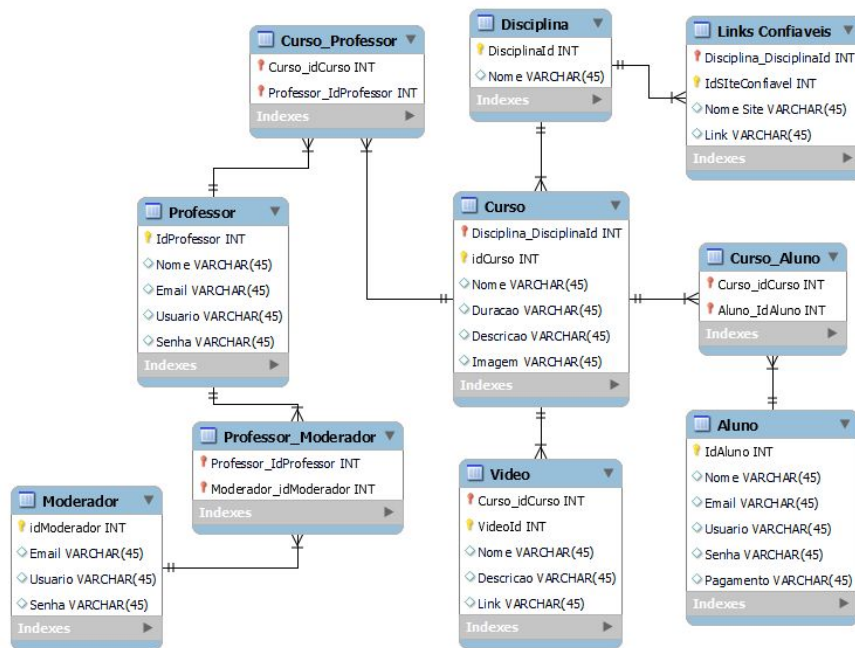 Curso_Professor
Curso_idCurso INT
Professor_IdProfessor INT
Indexes
Disciplina
DisciplinaId INT
Nome VARCHAR(45)
Indexes
Links Confiaveis
Disciplina_DisciplinaId INT
IdSIteConfiavel INT
Nome Site VARCHAR(45)
Link VARCHAR(45)
Indexes
Professor
IdProfessor INT
Nome VARCHAR(45)
Email VARCHAR(45)
Usuario VARCHAR(45)
Senha VARCHAR(45)
Indexes
Curso
Disciplina_DisciplinaId INT
idCurso INT
Nome VARCHAR(45)
Duracao VARCHAR(45)
Descricao VARCHAR(45)
Imagem VARCHAR(45)
Indexes
Curso_Aluno
Curso_idCurso INT
Aluno_IdAluno INT
Indexes
Professor_Moderador
Professor_IdProfessor INT
Moderador_idModerador INT
Indexes
Moderador
idModerador INT
Email VARCHAR(45)
Usuario VARCHAR(45)
Senha VARCHAR(45)
Indexes
Video
Curso_idCurso INT
VideoId INT
Nome VARCHAR(45)
Descricao VARCHAR(45)
Link VARCHAR(45)
Indexes
Aluno
IdAluno INT
Nome VARCHAR(45)
Email VARCHAR(45)
Usuario VARCHAR(45)
Senha VARCHAR(45)
Pagamento VARCHAR(45)
Indexes